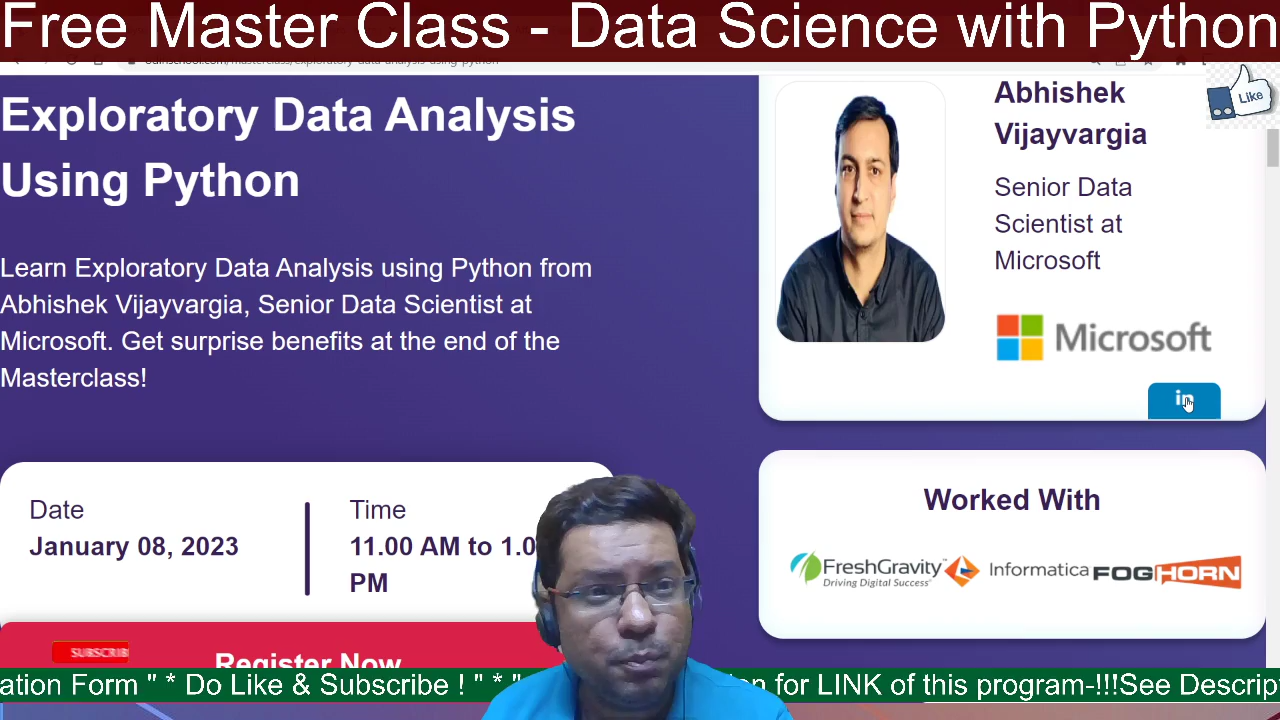 Free Master Class - Data Science with Python
Like
Exploratory Data Analysis
Using Python
Learn Exploratory Data Analysis using Python from
Abhishek Vijayvargia, Senior Data Scientist at
Microsoft. Get surprise benefits at the end of the
Masterclass!
Date
January 08, 2023
Time
11.00 AM to 1.0
PM
Register Now
SUBSCRIB
Abhishek
Vijayvargia
Senior Data
Scientist at
Microsoft
Microsoft
in
Worked With
FreshGravity
Driving Digital Success
Informatica
FOGHORN
ation Form " * Do Like & Subscribe ! " * " on for LINK of this program-!!!See Descrip